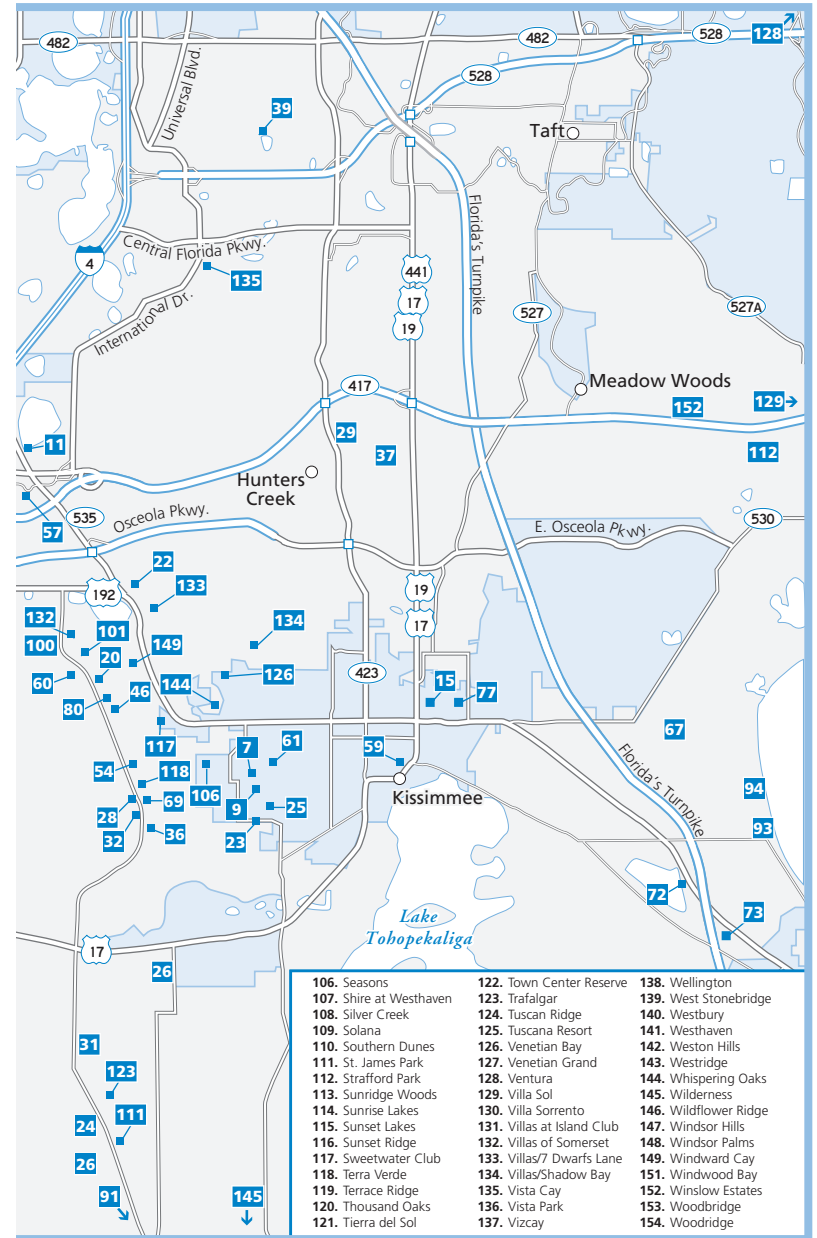 482
Universal Blvd.
482
528
128
528
39
Taft
Central Florida Pkwy.
4
135
441
Florida's Turnpike
17
19
International Dr.
527
527A
417
Meadow Woods
152
129
11
29
37
112
Hunters
Creek
57
535
Osceola Pkwy.
E. Osceola Pkwy.
530
22
192
133
19
17
132
101
134
100
149
20
60
144
126
423
15
46
77
80
117
7
61
59
67
54
118
Florida's Turnpike
106
Kissimmee
94
28
69
9
25
93
32
36
23
72
Lake
Tohopekaliga
73
17
26
31
123
111
24
26
91
145
106. Seasons
107. Shire at Westhaven
108. Silver Creek
109. Solana
110. Southern Dunes
111. St. James Park
112. Strafford Park
113. Sunridge Woods
114. Sunrise Lakes
115. Sunset Lakes
116. Sunset Ridge
117. Sweetwater Club
118. Terra Verde
119. Terrace Ridge
120. Thousand Oaks
121. Tierra del Sol
122. Town Center Reserve
123. Trafalgar
124. Tuscan Ridge
125. Tuscana Resort
126. Venetian Bay
127. Venetian Grand
128. Ventura
129. Villa Sol
130. Villa Sorrento
131. Villas at Island Club
132. Villas of Somerset
133. Villas/7 Dwarfs Lane
134. Villas/Shadow Bay
135. Vista Cay
136. Vista Park
137. Vizcay
138. Wellington
139. West Stonebridge
140. Westbury
141. Westhaven
142. Weston Hills
143. Westridge
144. Whispering Oaks
145. Wilderness
146. Wildflower Ridge
147. Windsor Hills
148. Windsor Palms
149. Windward Cay
151. Windwood Bay
152. Winslow Estates
153. Woodbridge
154. Woodridge